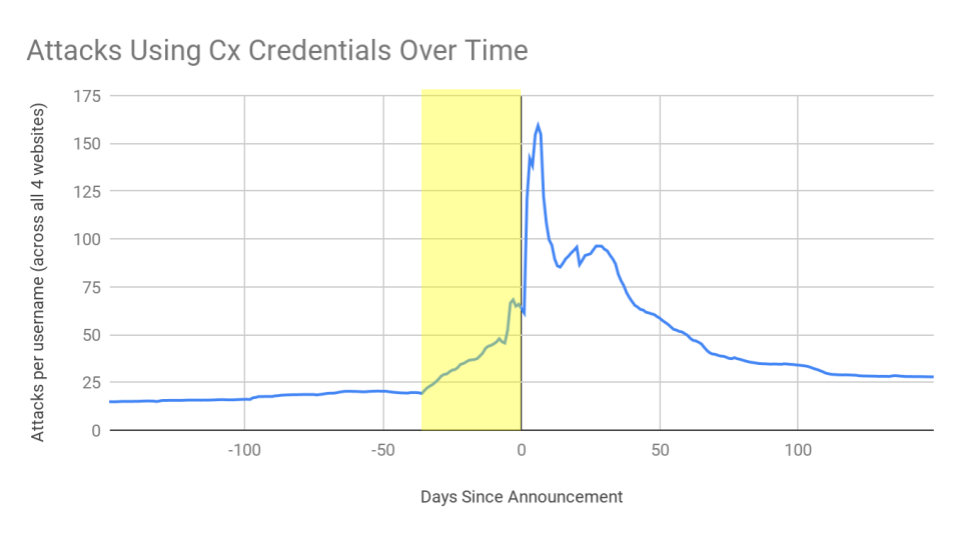 Attacks Using Cx Credentials Over Time
Attacks per username (across all 4 websites)
175
150
125
100
75
50
25
0
-100 -50 0 50 100
Days Since Announcement